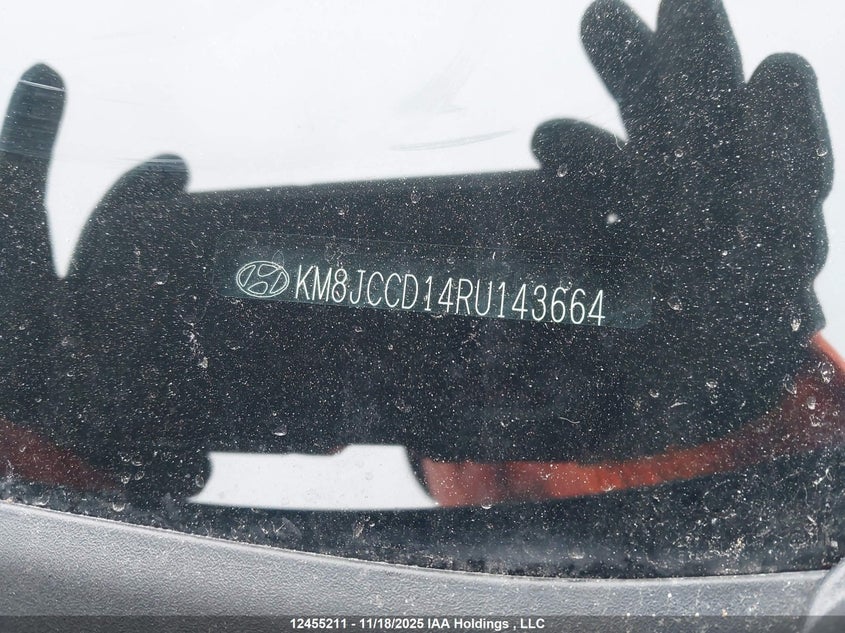 KM8JCCD14RU143664
12455211 - 11/18/2025 IAA Holdings , LLC